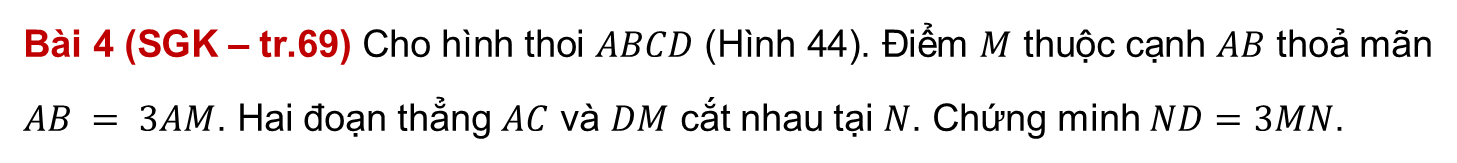 Bài 4 (SGK – tr.69) Cho hình thoi ABCD (Hình 44). Điểm M thuộc cạnh AB thoả mãn
AB = 3AM. Hai đoạn thẳng AC và DM cắt nhau tại N. Chứng minh ND = 3MN.